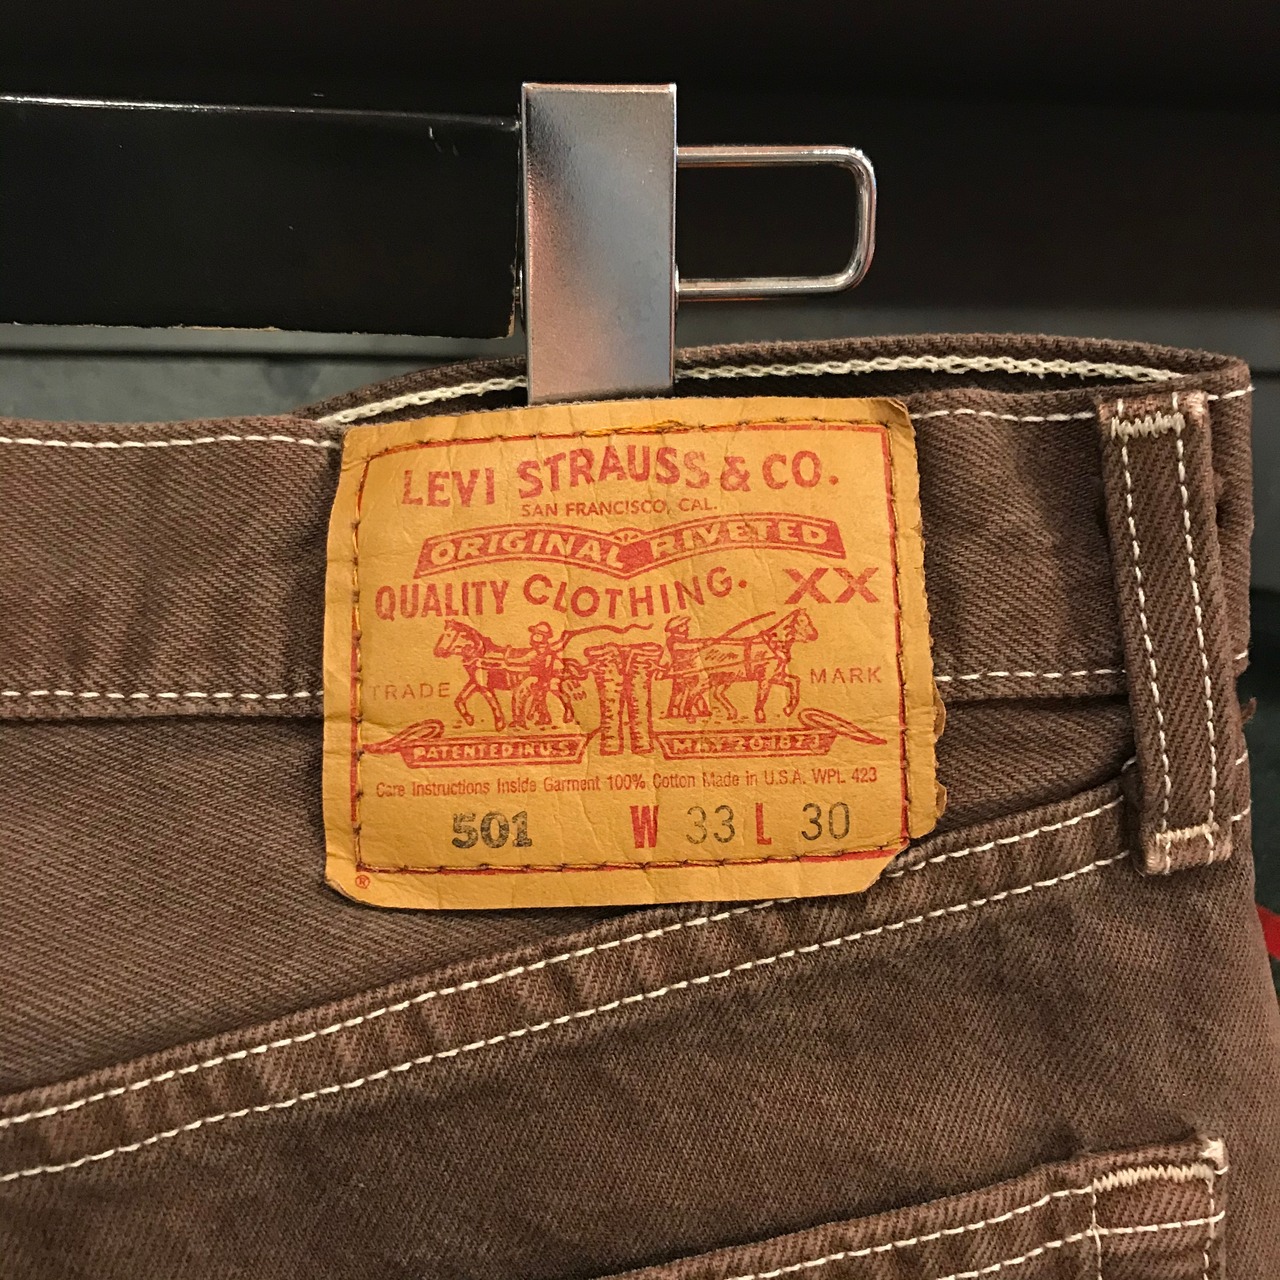 LEVI STRAUSS & CO.
SAN FRANCISCO, CAL.
ORIGINAL RIVETED
QUALITY CLOTHING. XX
TRADE MARK
PATENTED IN U.S. MAY 20 1873
Care Instructions Inside Garment 100% Cotton Made in U.S.A. WPL 423
501 W 33 L 30
®